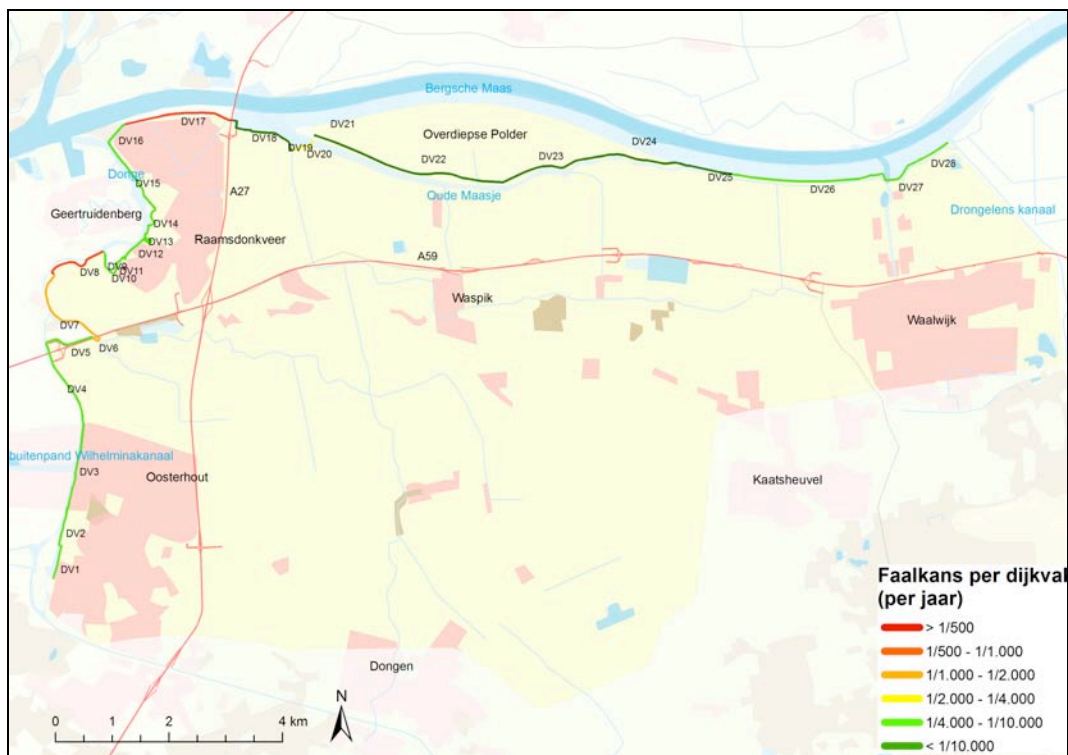 Bergsche Maas
DV17
DV21
DV16
DV18
Overdiepse Polder
DV24
DV19
DV20
DV22
DV23
DV28
Donge
DV15
A27
DV25
DV26
DV27
Oude Maasje
Geertruidenberg
DV14
Drongelens kanaal
DV13
Raamsdonkveer
DV12
A59
DV8
DV9
DV11
DV10
Waspik
Waalwijk
DV7
DV5
DV6
DV4
buitenpand Wilhelminakanaal
DV3
Oosterhout
Kaatsheuvel
DV2
DV1
Faalkans per dijkval
(per jaar)
> 1/500
1/500 - 1/1.000
1/1.000 - 1/2.000
1/2.000 - 1/4.000
1/4.000 - 1/10.000
< 1/10.000
Dongen
N
0 1 2 4 km